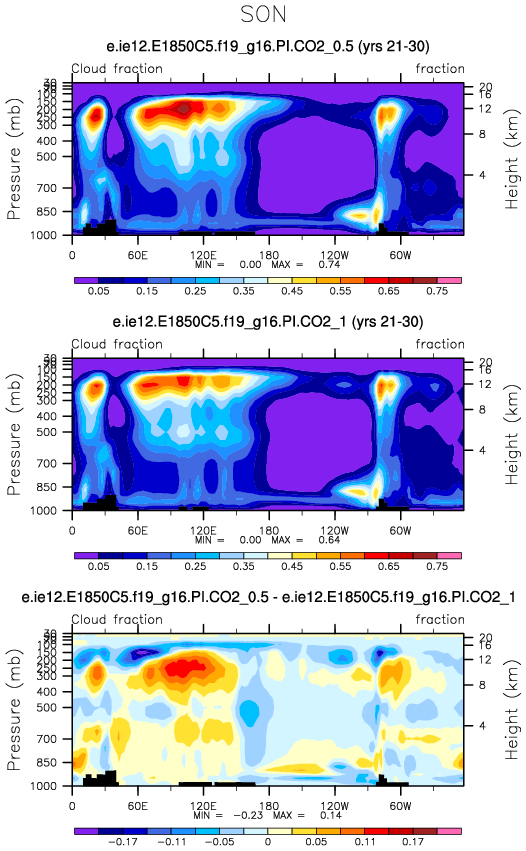 SON
e.ie12.E1850C5.f19_g16.PI.CO2_0.5 (yrs 21-30)
Cloud fraction fraction
Pressure (mb)
30 50 100 150 200 250 300 400 500 700 850 1000
20 16 12 8 4
Height (km)
0 60E 120E 180 120W 60W
MIN = 0.00 MAX = 0.74
0.05 0.15 0.25 0.35 0.45 0.55 0.65 0.75
e.ie12.E1850C5.f19_g16.PI.CO2_1 (yrs 21-30)
Cloud fraction fraction
Pressure (mb)
30 50 100 150 200 250 300 400 500 700 850 1000
20 16 12 8 4
Height (km)
0 60E 120E 180 120W 60W
MIN = 0.00 MAX = 0.64
0.05 0.15 0.25 0.35 0.45 0.55 0.65 0.75
e.ie12.E1850C5.f19_g16.PI.CO2_0.5 - e.ie12.E1850C5.f19_g16.PI.CO2_1
Cloud fraction fraction
Pressure (mb)
30 50 100 150 200 250 300 400 500 700 850 1000
20 16 12 8 4
Height (km)
0 60E 120E 180 120W 60W
MIN = -0.23 MAX = 0.14
-0.17 -0.11 -0.05 0 0.05 0.11 0.17